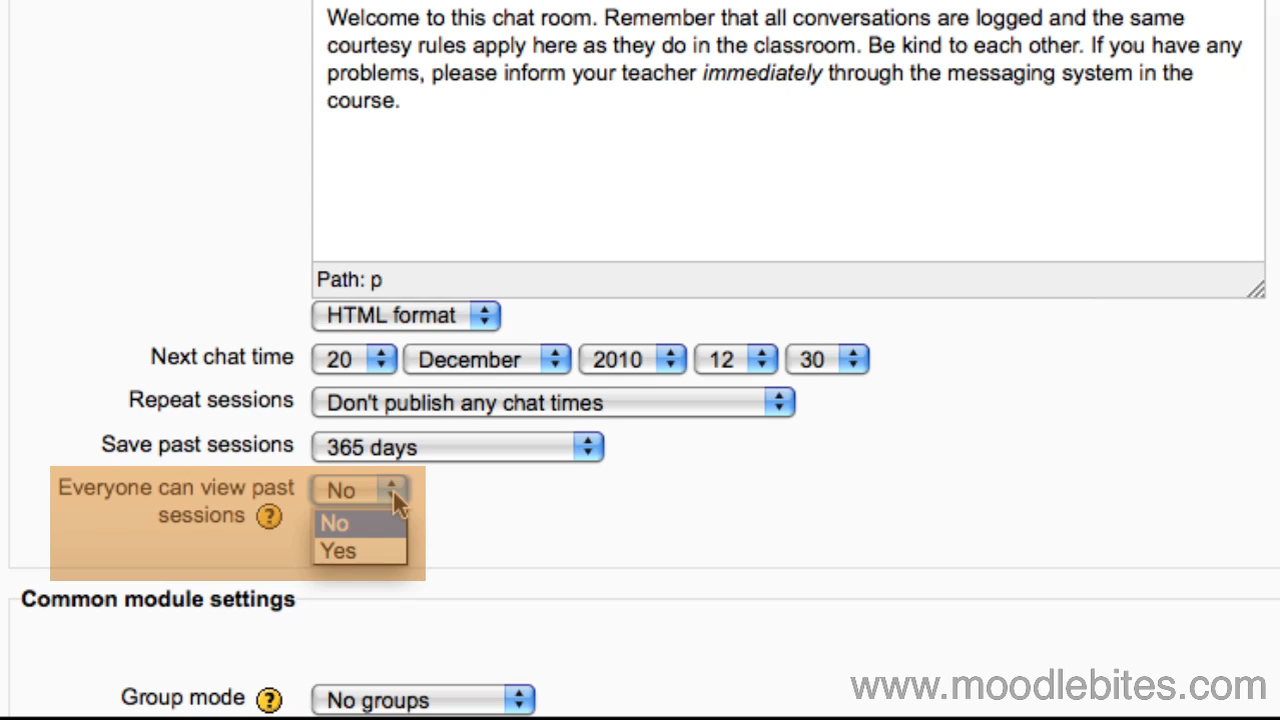 Welcome to this chat room. Remember that all conversations are logged and the same
courtesy rules apply here as they do in the classroom. Be kind to each other. If you have any
problems, please inform your teacher immediately through the messaging system in the
course.
Path: p
HTML format
Next chat time 20 December 2010 12 30
Repeat sessions Don't publish any chat times
Save past sessions 365 days
Everyone can view past No
sessions ?
No
Yes
Common module settings
Group mode ? No groups
www.moodlebites.com